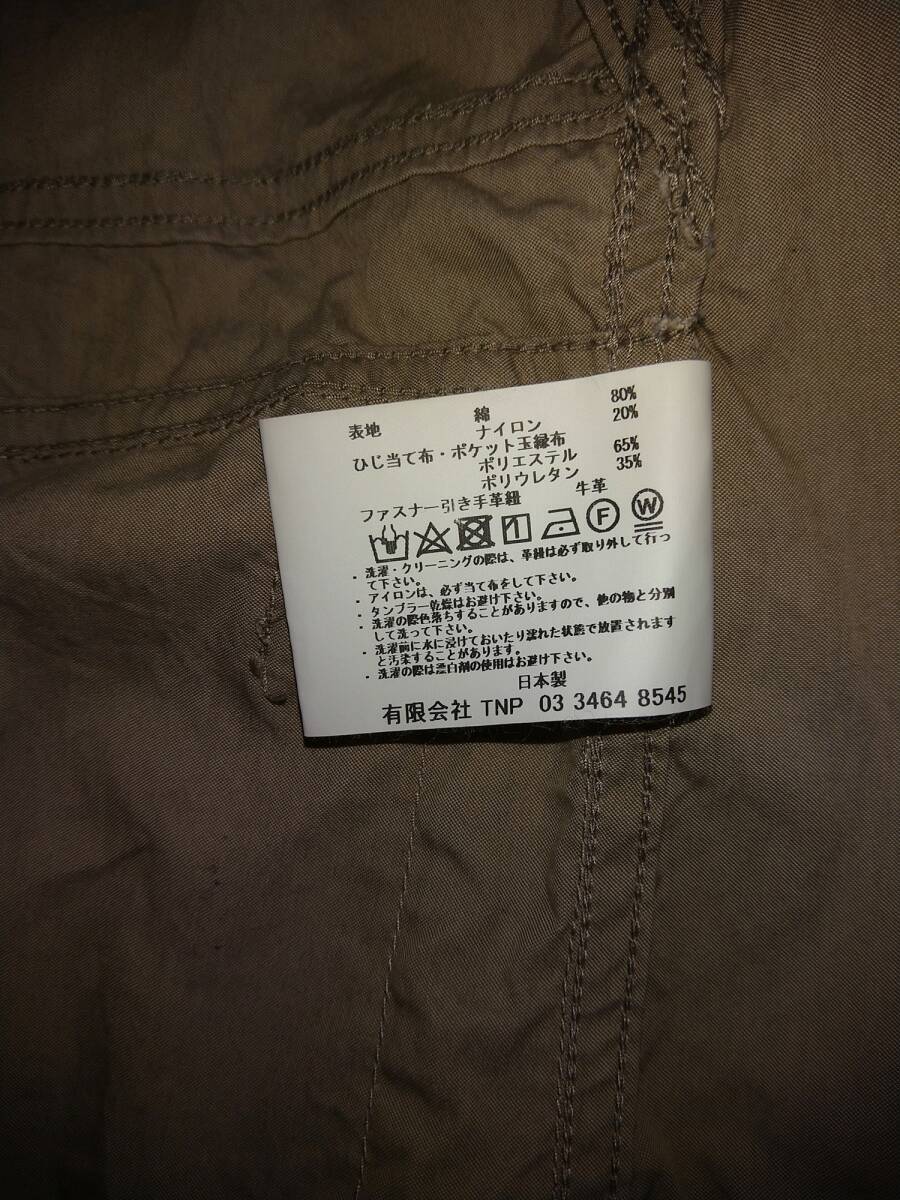 表地 綿 80%
ナイロン 20%
ひじ当て布・ポケット玉縁布
ポリエステル 65%
ポリウレタン 35%
ファスナー引き手革紐 牛革
F W
・洗濯・クリーニングの際は、革紐は必ず取り外して行っ
て下さい。
・アイロンは、必ず当て布をして下さい。
・タンブラー乾燥はお避け下さい。
・洗濯の際色落ちすることがありますので、他の物と分別
して洗って下さい。
・洗濯前に水に浸けておいたり濡れた状態で放置されます
と汚染することがあります。
・洗濯の際は漂白剤の使用はお避け下さい。
日本製
有限会社 TNP 03 3464 8545